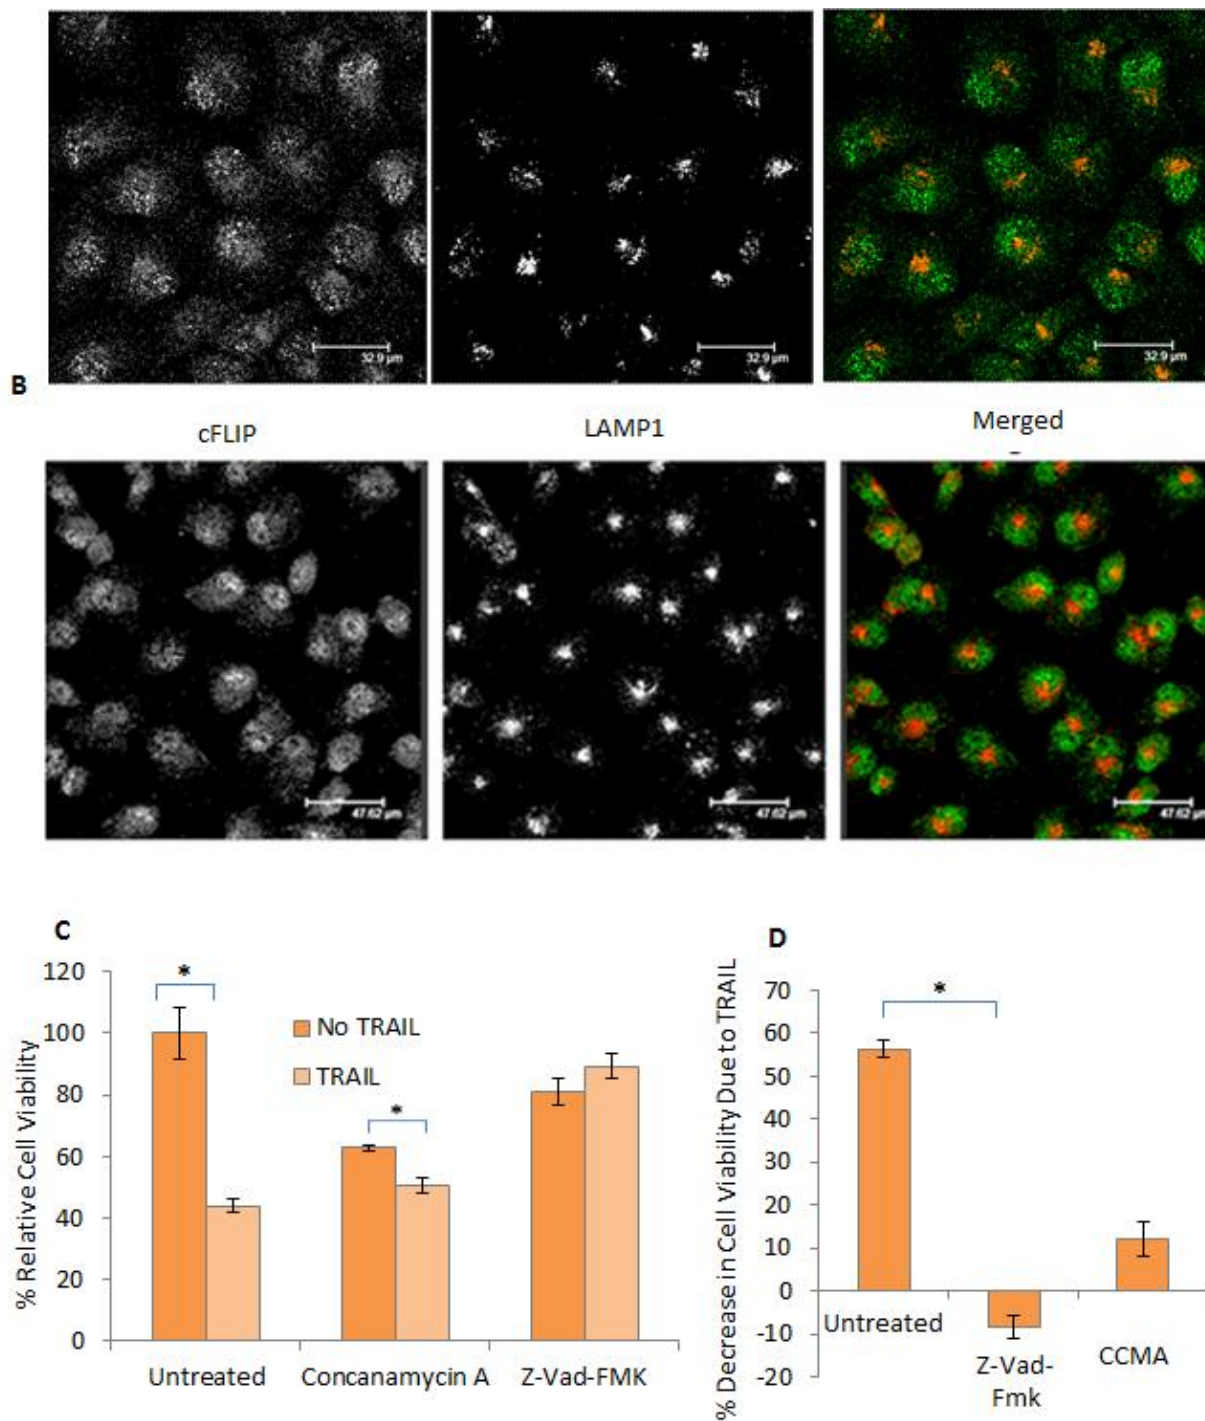 32.9 µm
32.9 µm
32.9 µm
B
cFLIP
LAMP1
Merged
47.62 µm
47.62 µm
47.62 µm
C
% Relative Cell Viability
120
100
80
60
40
20
0
*
*
No TRAIL
TRAIL
Untreated
Concanamycin A
Z-Vad-FMK
D
% Decrease in Cell Viability Due to TRAIL
70
60
50
40
30
20
10
0
-10
-20
*
Untreated
Z-Vad-
Fmk
CCMA